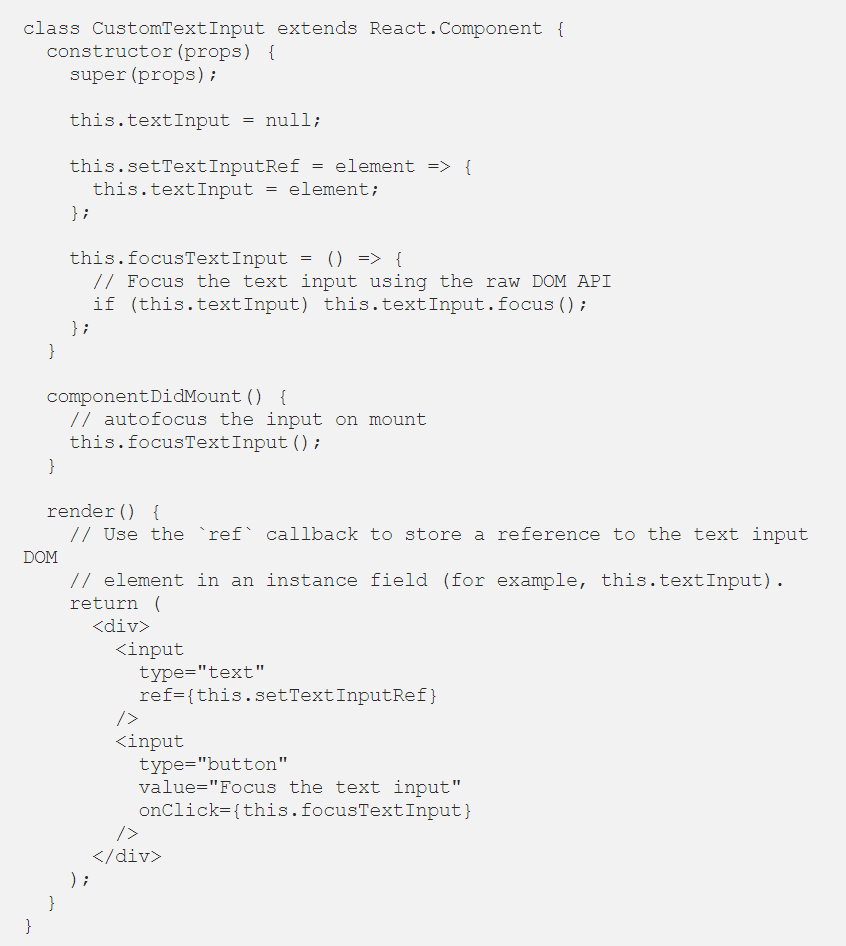 class CustomTextInput extends React.Component {
  constructor(props) {
    super(props);

    this.textInput = null;

    this.setTextInputRef = element => {
      this.textInput = element;
    };

    this.focusTextInput = () => {
      // Focus the text input using the raw DOM API
      if (this.textInput) this.textInput.focus();
    };
  }

  componentDidMount() {
    // autofocus the input on mount
    this.focusTextInput();
  }

  render() {
    // Use the `ref` callback to store a reference to the text input
DOM
    // element in an instance field (for example, this.textInput).
    return (
      <div>
        <input
          type="text"
          ref={this.setTextInputRef}
        />
        <input
          type="button"
          value="Focus the text input"
          onClick={this.focusTextInput}
        />
      </div>
    );
  }
}